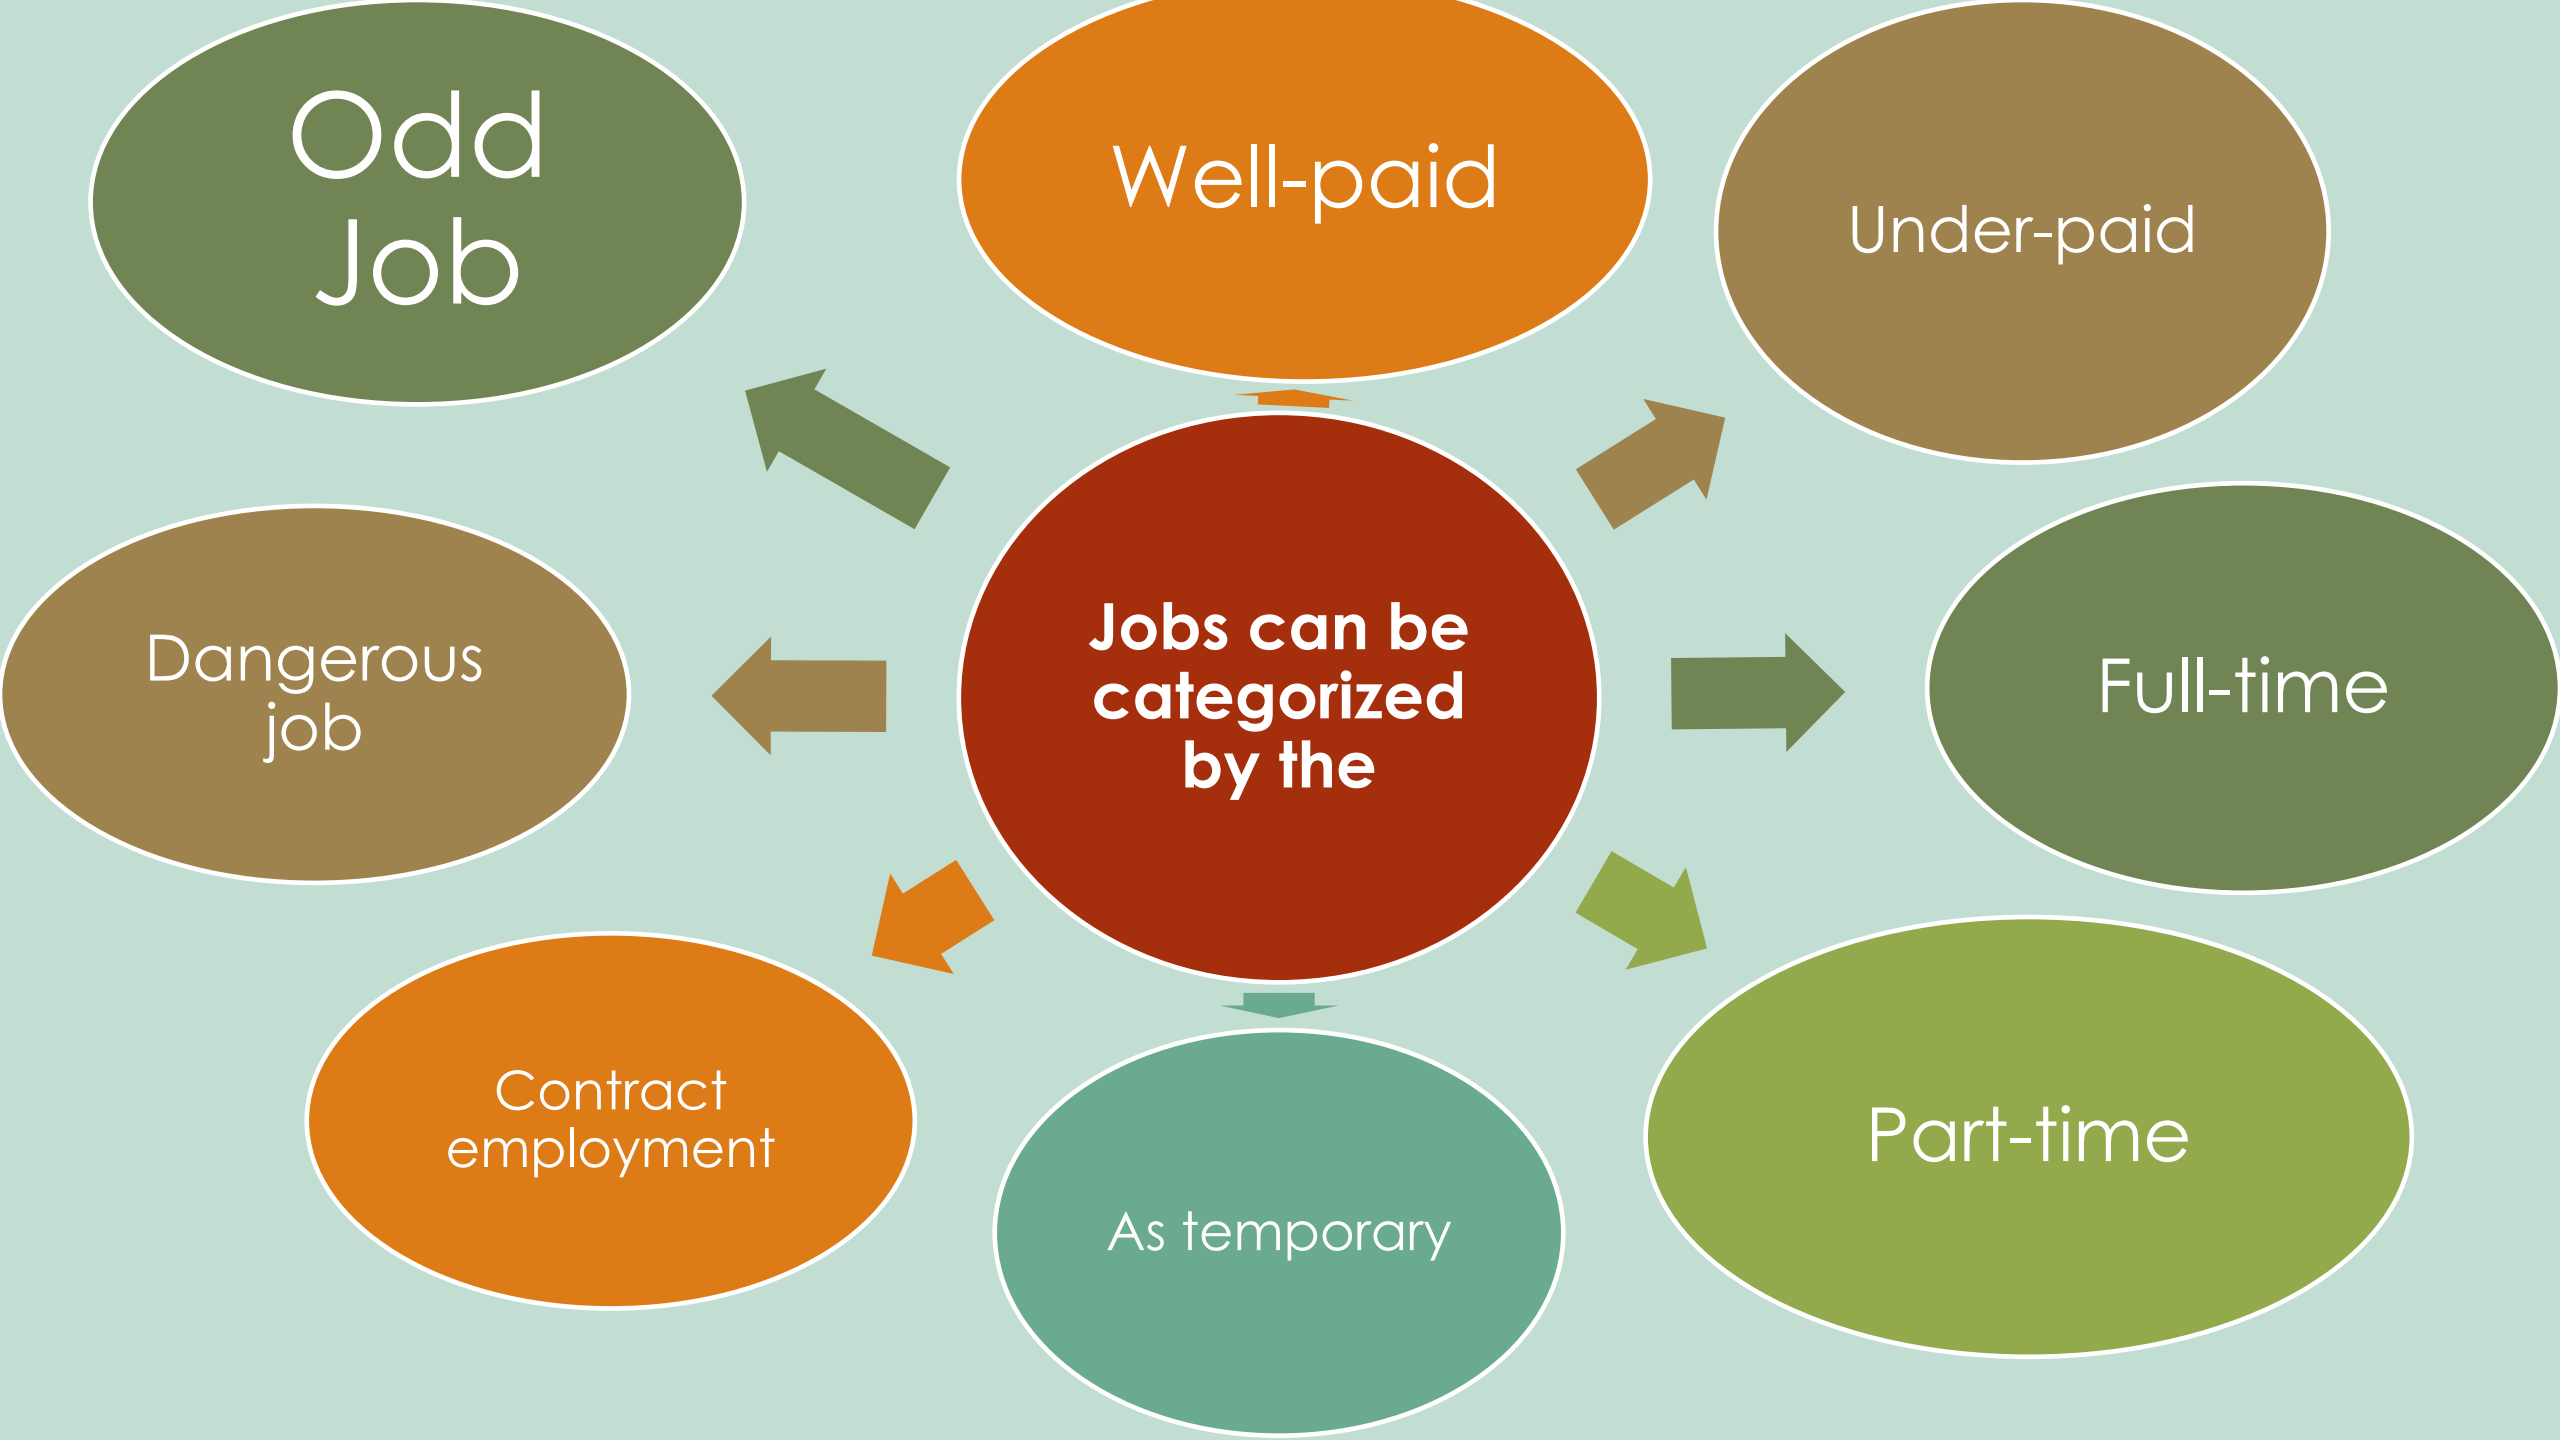 Odd
Job
Well-paid
Under-paid
Dangerous
job
Jobs can be
categorized
by the
Full-time
Contract
employment
As temporary
Part-time